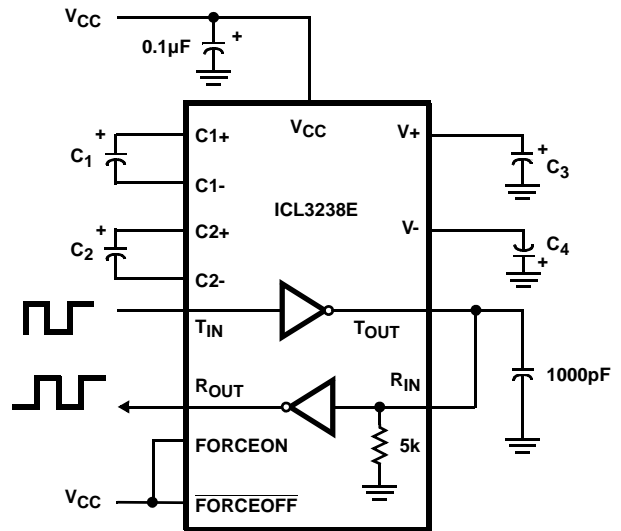 VCC
+
0.1µF
VCC
C1+
V+
+
C1
+
C3
C1-
ICL3238E
C2+
V-
+
C2
C4
+
C2-
TIN
TOUT
ROUT
RIN
1000pF
5k
FORCEON
VCC
FORCEOFF